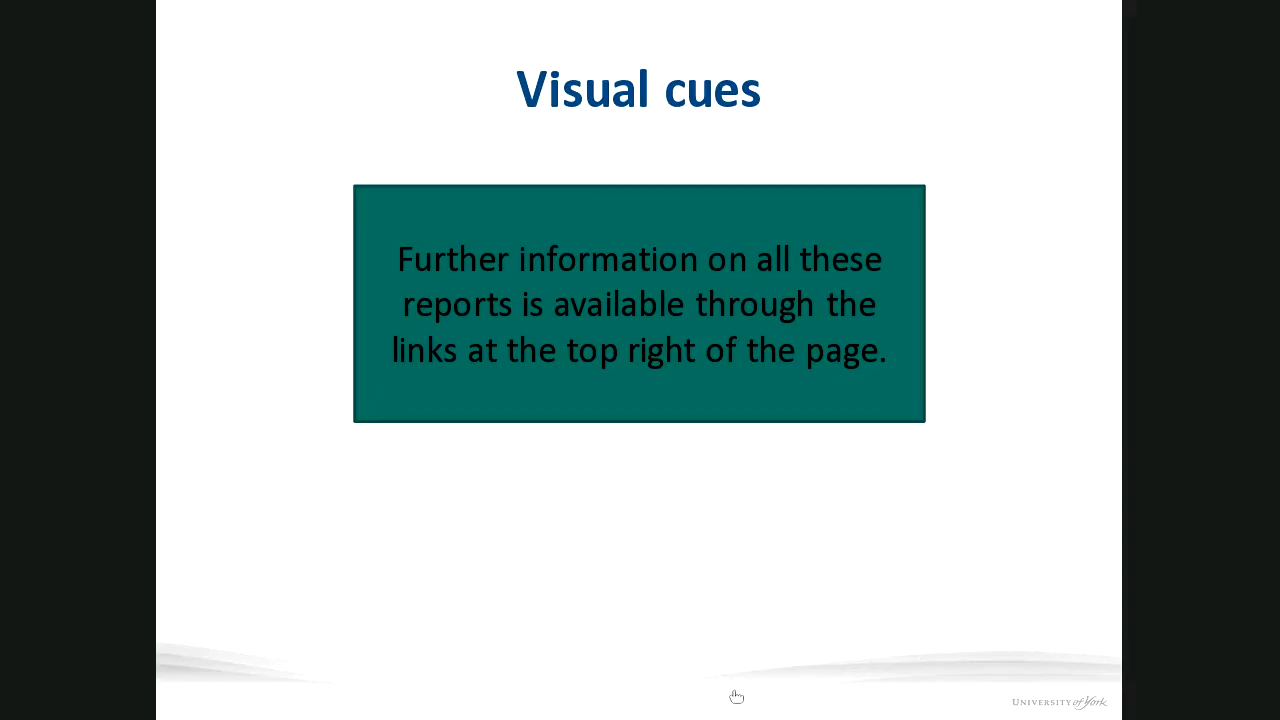 Visual cues
Further information on all these
reports is available through the
links at the top right of the page.
UNIVERSITY of York